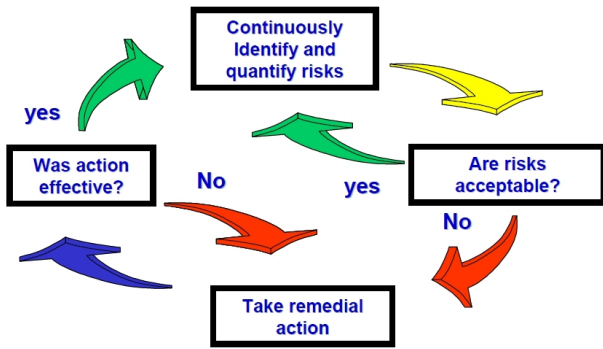 Continuously
Identify and
quantify risks
yes
Was action
effective?
No
yes
Are risks
acceptable?
No
Take remedial
action